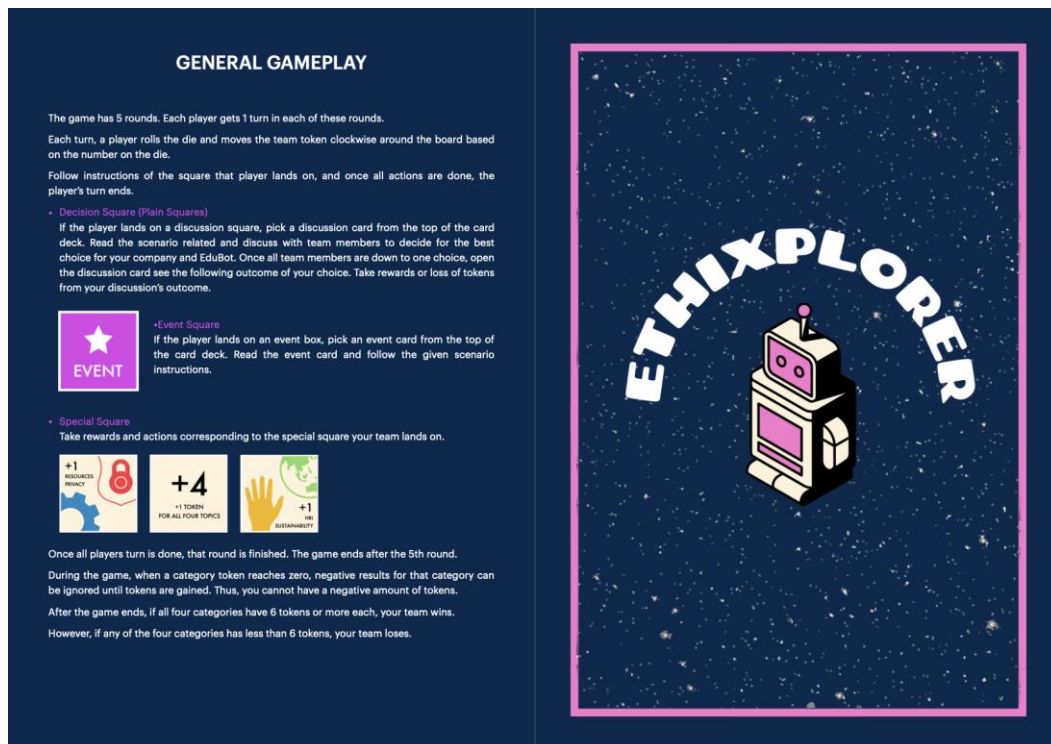 GENERAL GAMEPLAY
The game has 5 rounds. Each player gets 1 turn in each of these rounds.
Each turn, a player rolls the die and moves the team token clockwise around the board based
on the number on the die.
Follow instructions of the square that player lands on, and once all actions are done, the
player's turn ends.
• Decision Square (Plain Squares)
If the player lands on a discussion square, pick a discussion card from the top of the card
deck. Read the scenario related and discuss with team members to decide for the best
choice for your company and EduBot. Once all team members are down to one choice, open
the discussion card see the following outcome of your choice. Take rewards or loss of tokens
from your discussion's outcome.
EVENT
•Event Square
If the player lands on an event box, pick an event card from the top of
the card deck. Read the event card and follow the given scenario
instructions.
• Special Square
Take rewards and actions corresponding to the special square your team lands on.
+1
RESOURCES
PRIVACY
+4
+1 TOKEN
FOR ALL FOUR TOPICS
+1
HRI
SUSTAINABILITY
Once all players turn is done, that round is finished. The game ends after the 5th round.
During the game, when a category token reaches zero, negative results for that category can
be ignored until tokens are gained. Thus, you cannot have a negative amount of tokens.
After the game ends, if all four categories have 6 tokens or more each, your team wins.
However, if any of the four categories has less than 6 tokens, your team loses.
ETHIXPLORER